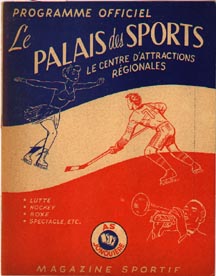 PROGRAMME OFFICIEL
Le
PALAIS des SPORTS
LE CENTRE D'ATTRACTIONS
RÉGIONALES
• LUTTE
• HOCKEY
• BOXE
• SPECTACLE, ETC.
AS
JONQUIÈRE
MAGAZINE SPORTIF